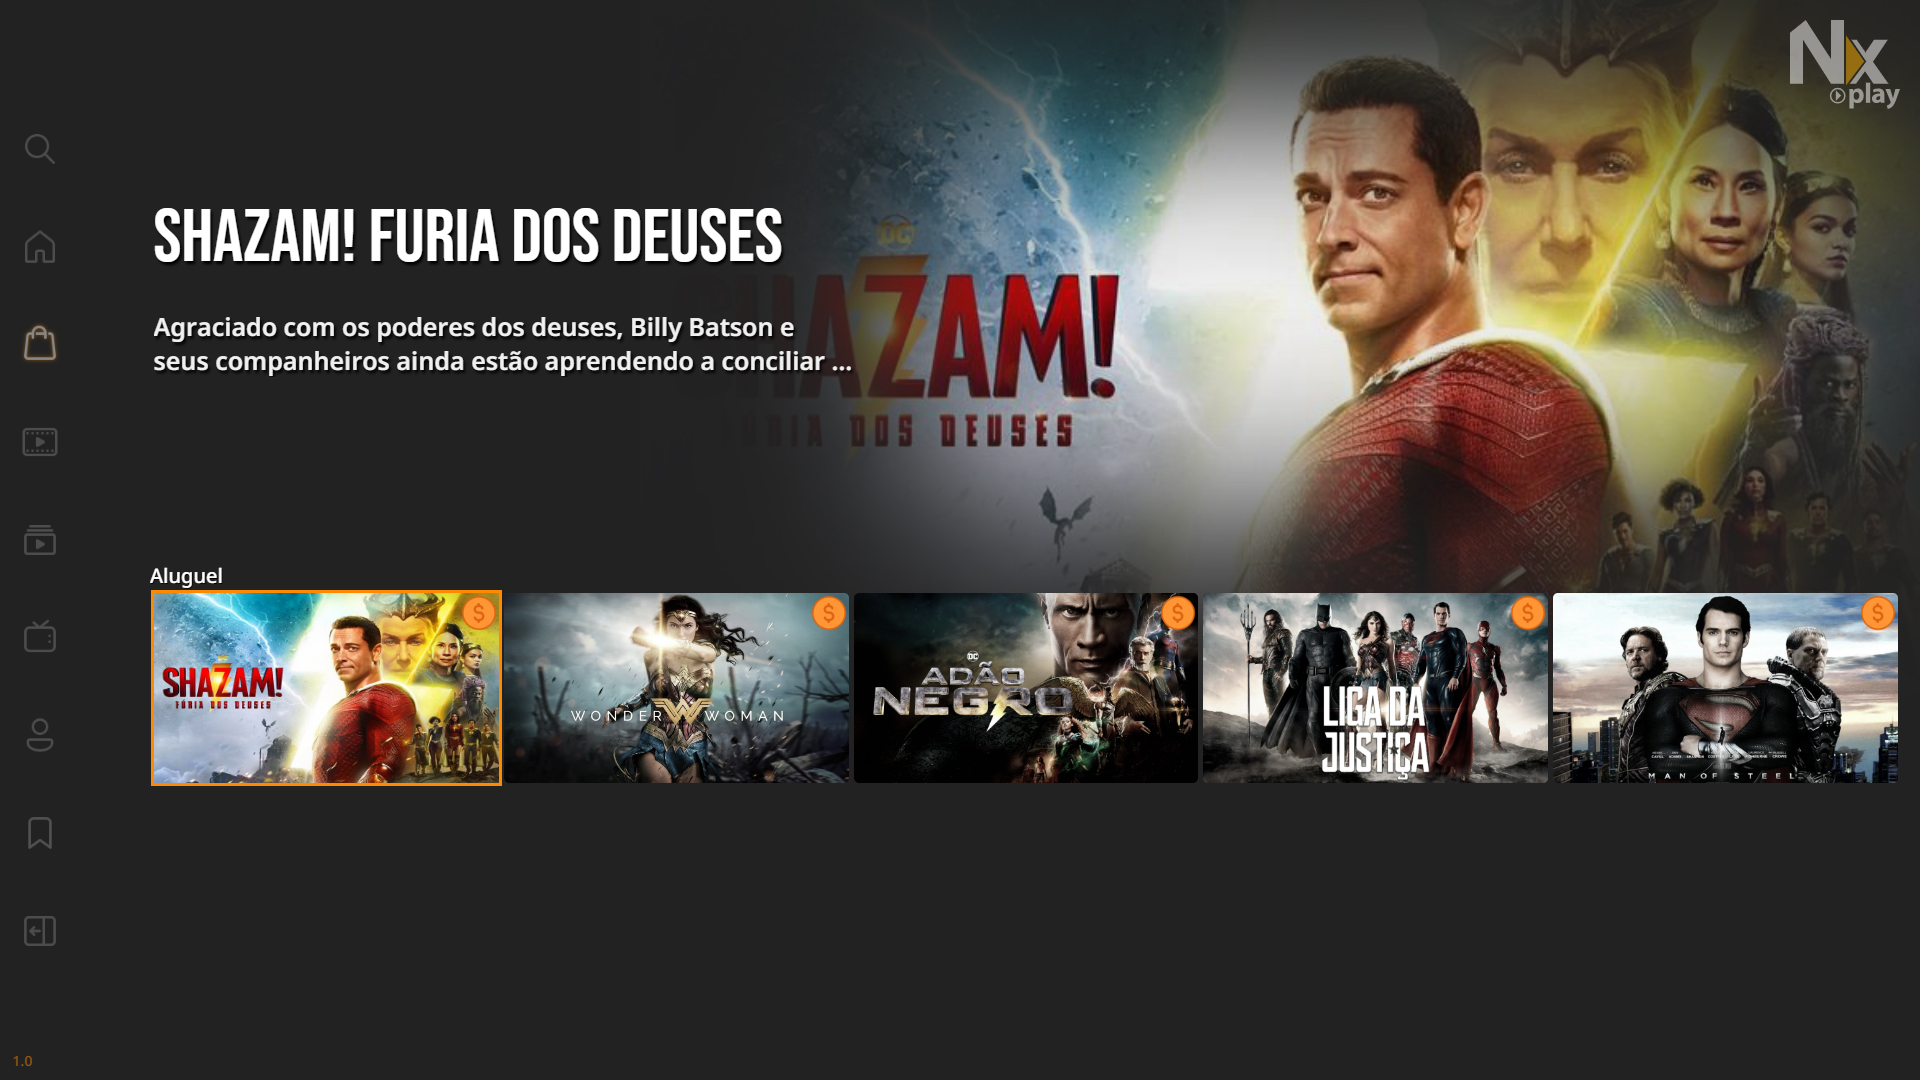 Nx
play
SHAZAM! FURIA DOS DEUSES
DC
SHAZAM!
FÚRIA DOS DEUSES
Agraciado com os poderes dos deuses, Billy Batson e
seus companheiros ainda estão aprendendo a conciliar ...
Aluguel
SHAZAM!
FÚRIA DOS DEUSES
$
WONDER W WOMAN
$
DC
ADÃO
NEGRO
$
LIGA DA
JUSTIÇA
$
MAN OF STEEL
$
1.0